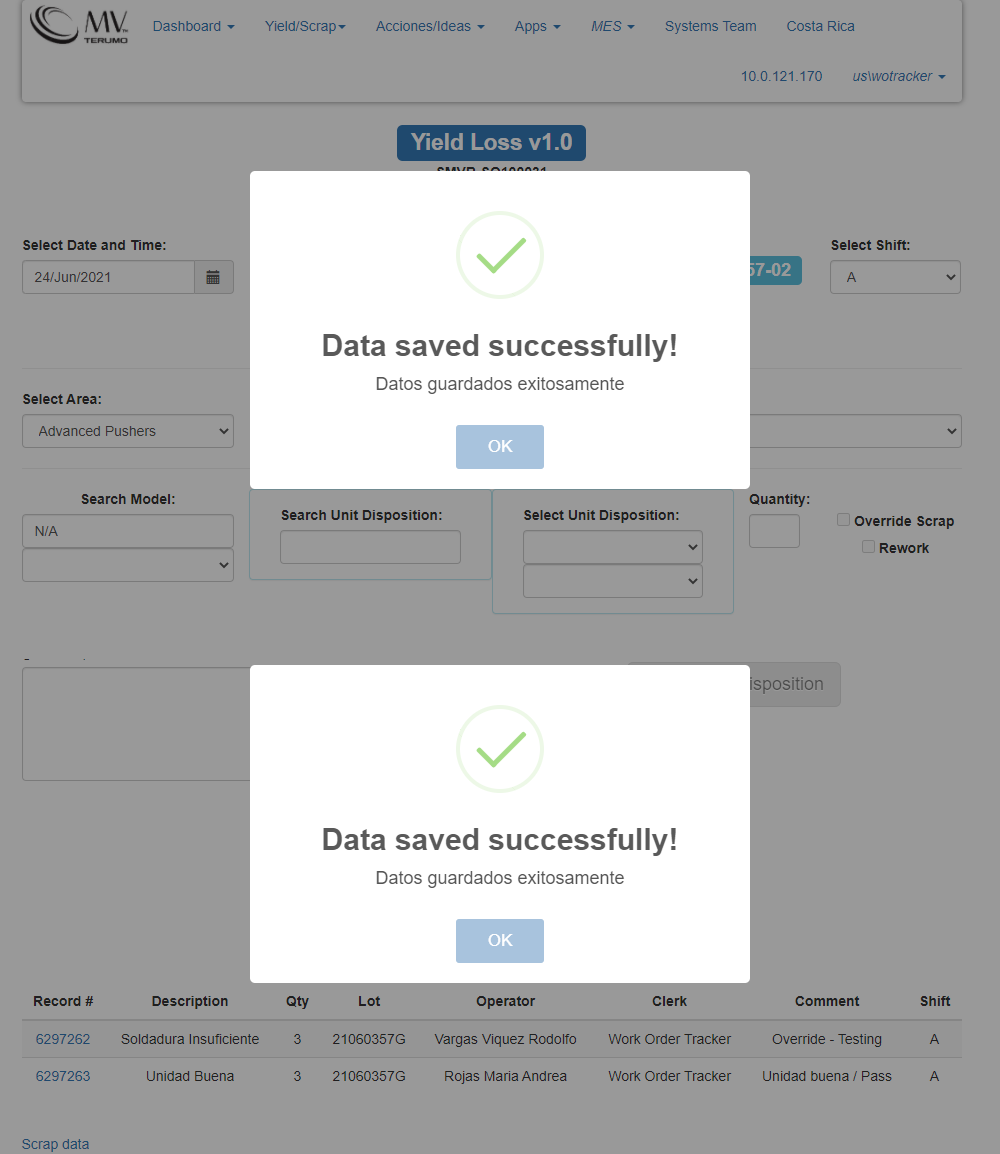 MV TERUMO
Dashboard Yield/Scrap Acciones/Ideas Apps MES Systems Team Costa Rica
10.0.121.170 us\wotracker
Yield Loss v1.0
Select Date and Time:
24/Jun/2021
57-02
Select Shift:
A
Data saved successfully!
Datos guardados exitosamente
OK
Select Area:
Advanced Pushers
Search Model:
N/A
Search Unit Disposition:
Select Unit Disposition:
Quantity:
Override Scrap
Rework
isposition
Data saved successfully!
Datos guardados exitosamente
OK
Record # Description Qty Lot Operator Clerk Comment Shift
6297262 Soldadura Insuficiente 3 21060357G Vargas Viquez Rodolfo Work Order Tracker Override - Testing A
6297263 Unidad Buena 3 21060357G Rojas Maria Andrea Work Order Tracker Unidad buena / Pass A
Scrap data